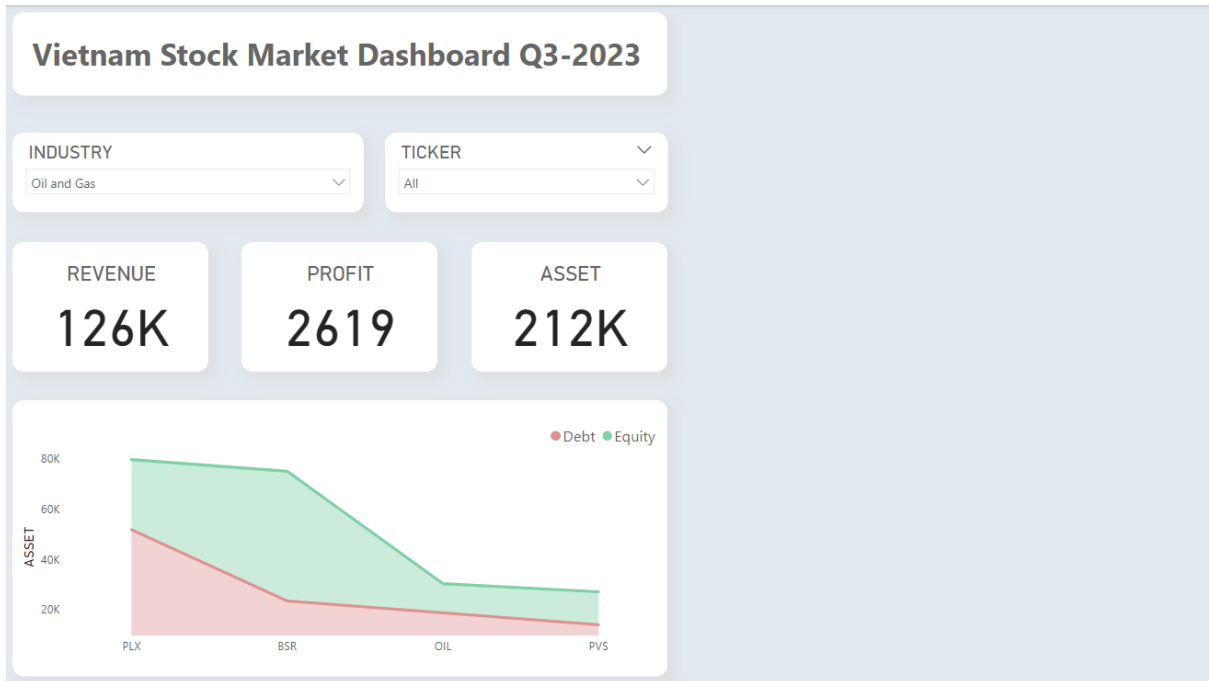 Vietnam Stock Market Dashboard Q3-2023
INDUSTRY
Oil and Gas
TICKER
All
REVENUE
126K
PROFIT
2619
ASSET
212K
Debt Equity
80K
60K
40K
20K
ASSET
PLX BSR OIL PVS